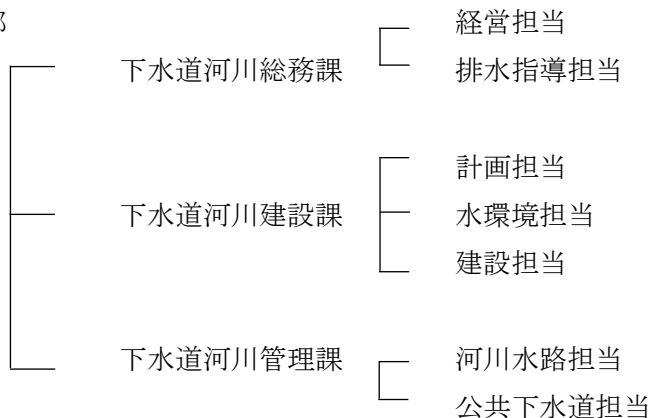 経営担当
下水道河川総務課
排水指導担当
計画担当
下水道河川建設課
水環境担当
建設担当
下水道河川管理課
河川水路担当
公共下水道担当